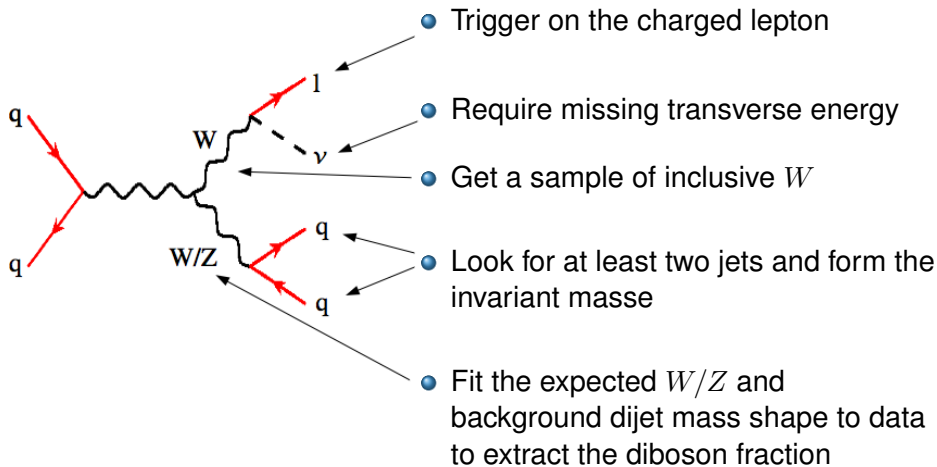 Trigger on the charged lepton
l
q
Require missing transverse energy
W
ν
Get a sample of inclusive W
q
W/Z
q
Look for at least two jets and form the
invariant masse
q
Fit the expected W/Z and
background dijet mass shape to data
to extract the diboson fraction